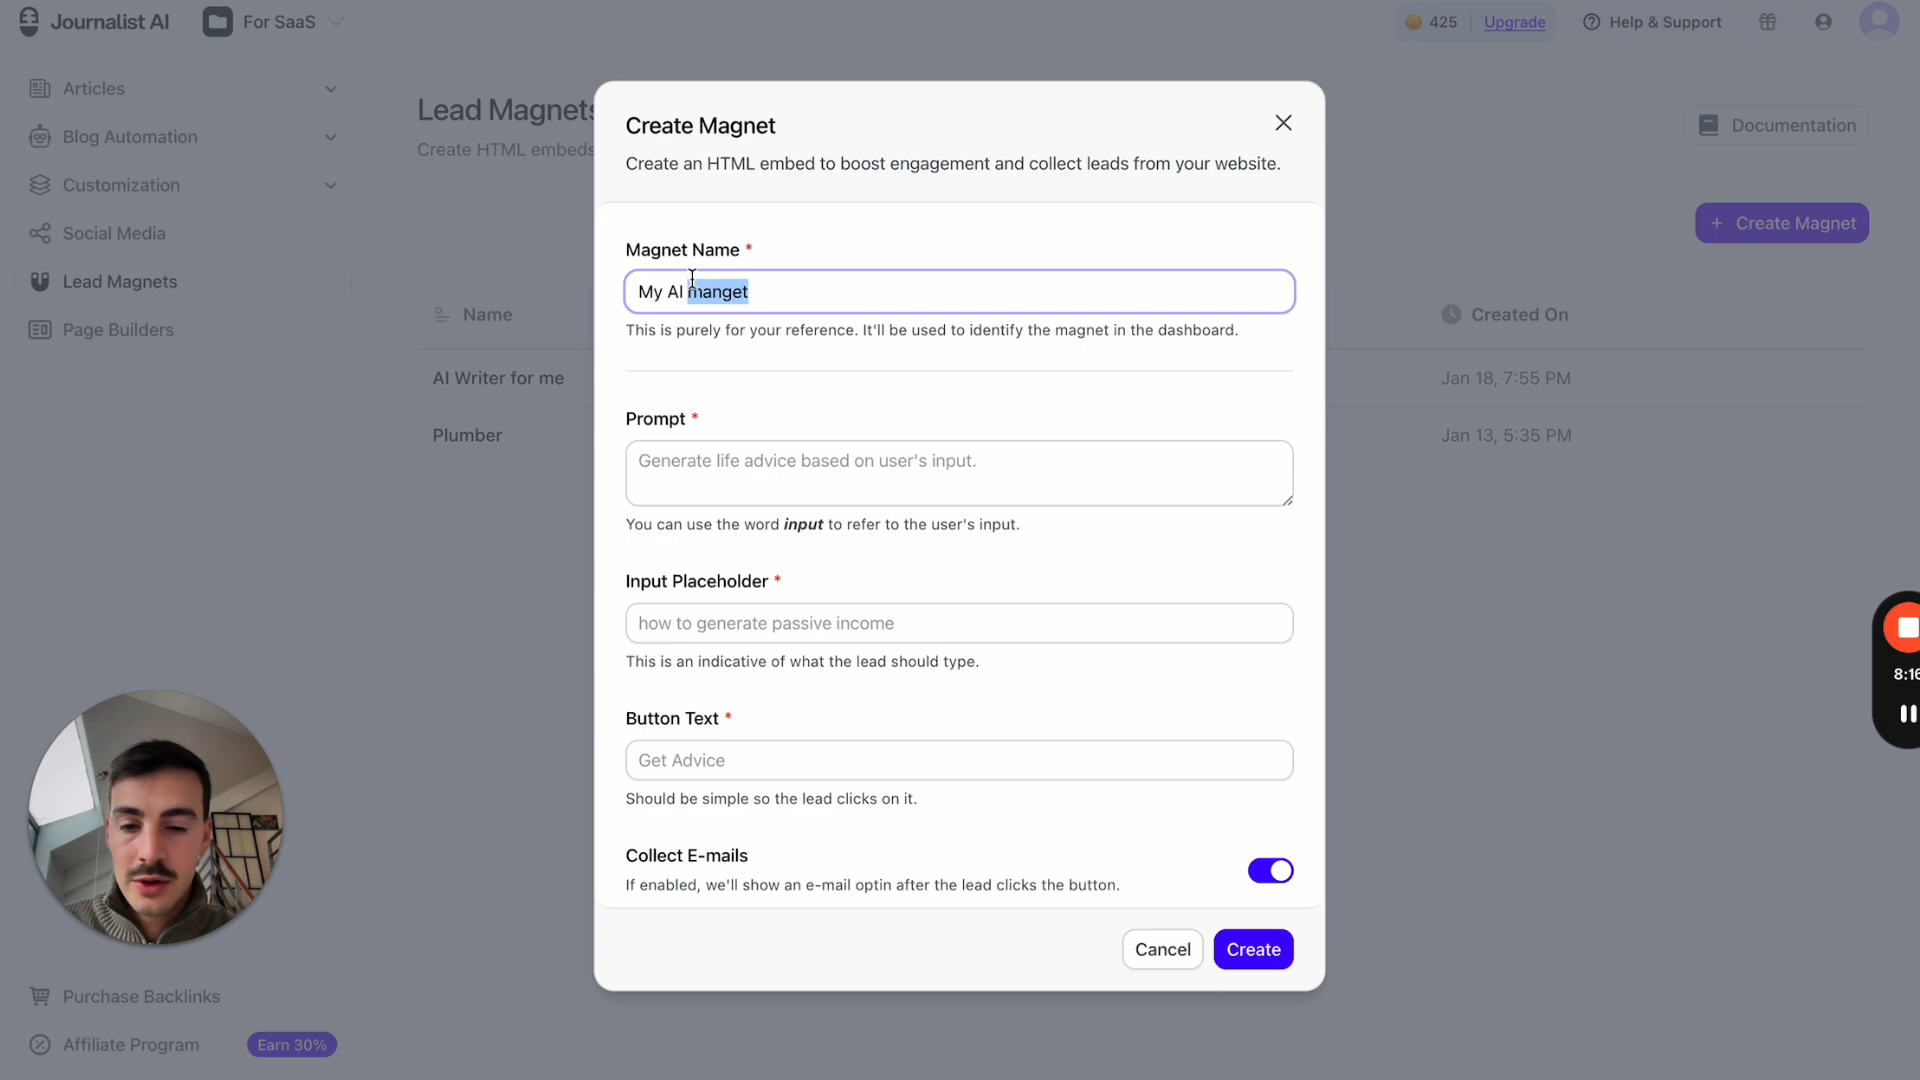 Journalist AI
For SaaS
425
Upgrade
Help & Support
Articles
Blog Automation
Customization
Social Media
Lead Magnets
Page Builders
Lead Magnets
Create HTML embeds
Documentation
+ Create Magnet
Name
Created On
AI Writer for me
Jan 18, 7:55 PM
Plumber
Jan 13, 5:35 PM
Create Magnet
Create an HTML embed to boost engagement and collect leads from your website.
Magnet Name *
My AI manget
This is purely for your reference. It'll be used to identify the magnet in the dashboard.
Prompt *
Generate life advice based on user's input.
You can use the word input to refer to the user's input.
Input Placeholder *
how to generate passive income
This is an indicative of what the lead should type.
Button Text *
Get Advice
Should be simple so the lead clicks on it.
Collect E-mails
If enabled, we'll show an e-mail optin after the lead clicks the button.
Cancel
Create
8:16
Purchase Backlinks
Affiliate Program
Earn 30%